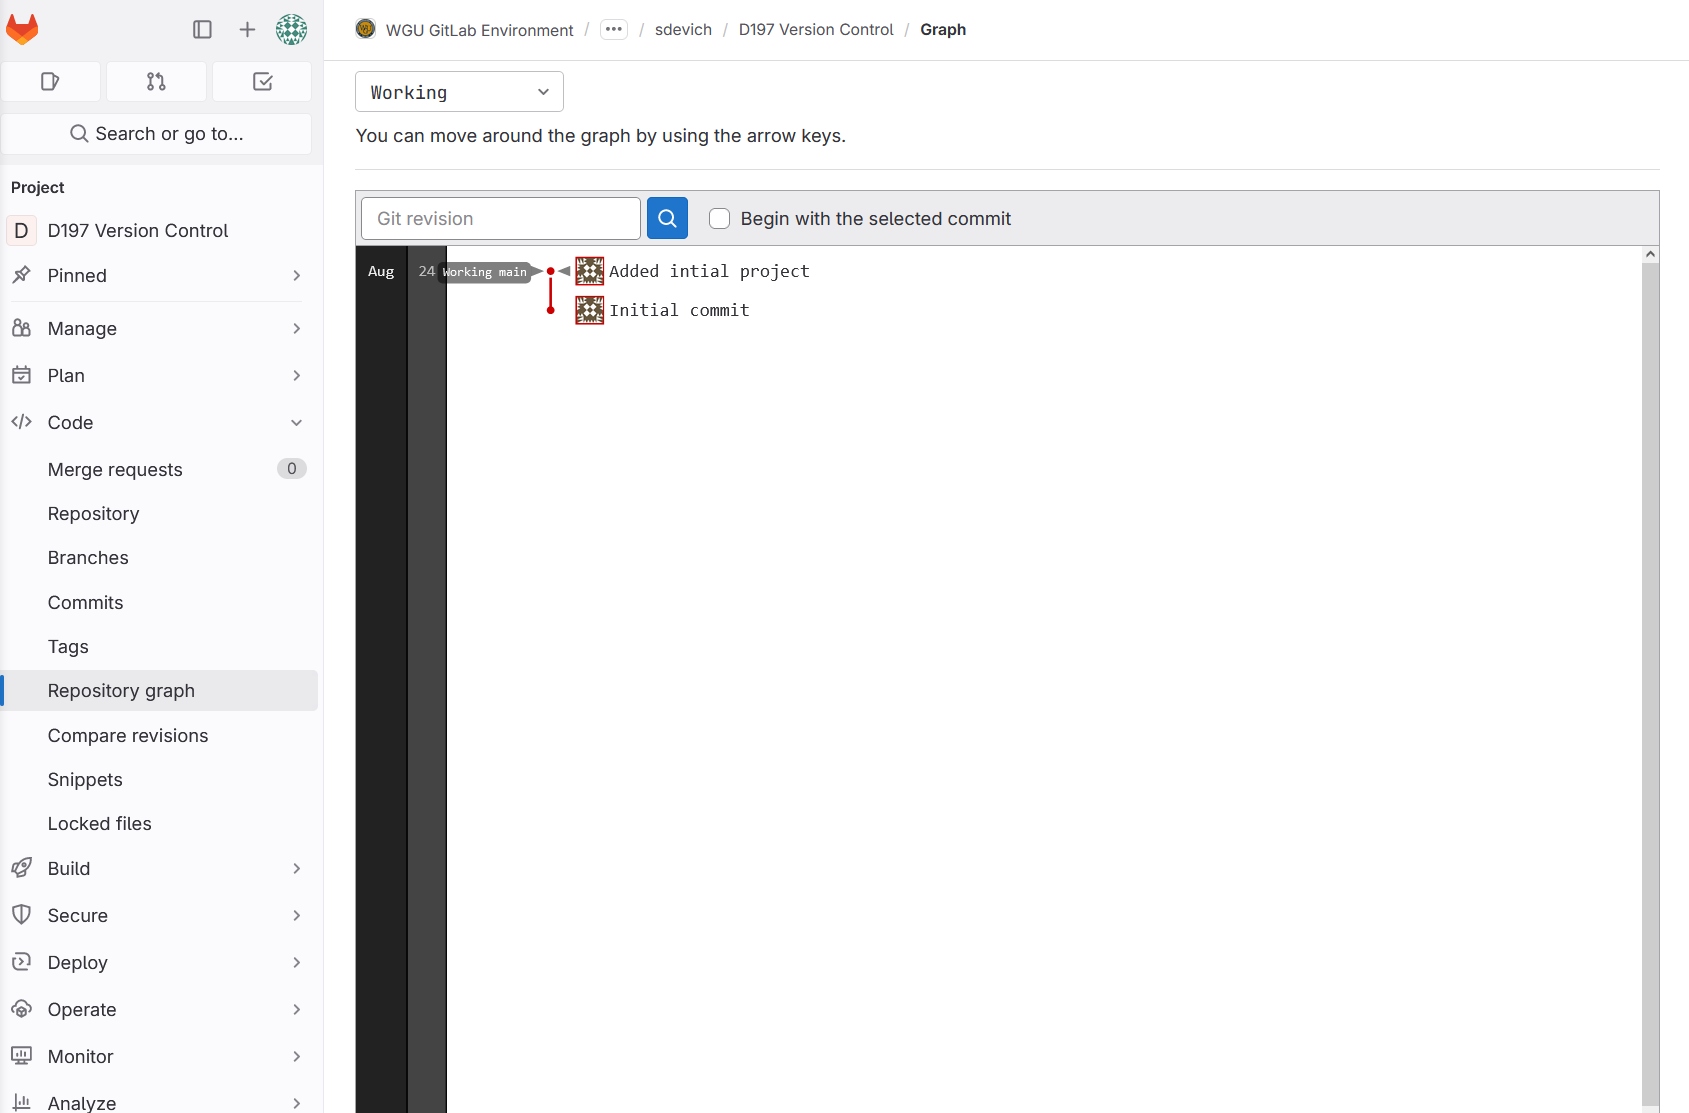 WGU GitLab Environment / ••• / sdevich / D197 Version Control / Graph
Search or go to...
Project
D D197 Version Control
Pinned
Manage
Plan
Code
Merge requests 0
Repository
Branches
Commits
Tags
Repository graph
Compare revisions
Snippets
Locked files
Build
Secure
Deploy
Operate
Monitor
Analyze
Working
You can move around the graph by using the arrow keys.
Git revision
Begin with the selected commit
Aug 24 Working main Added intial project
Initial commit